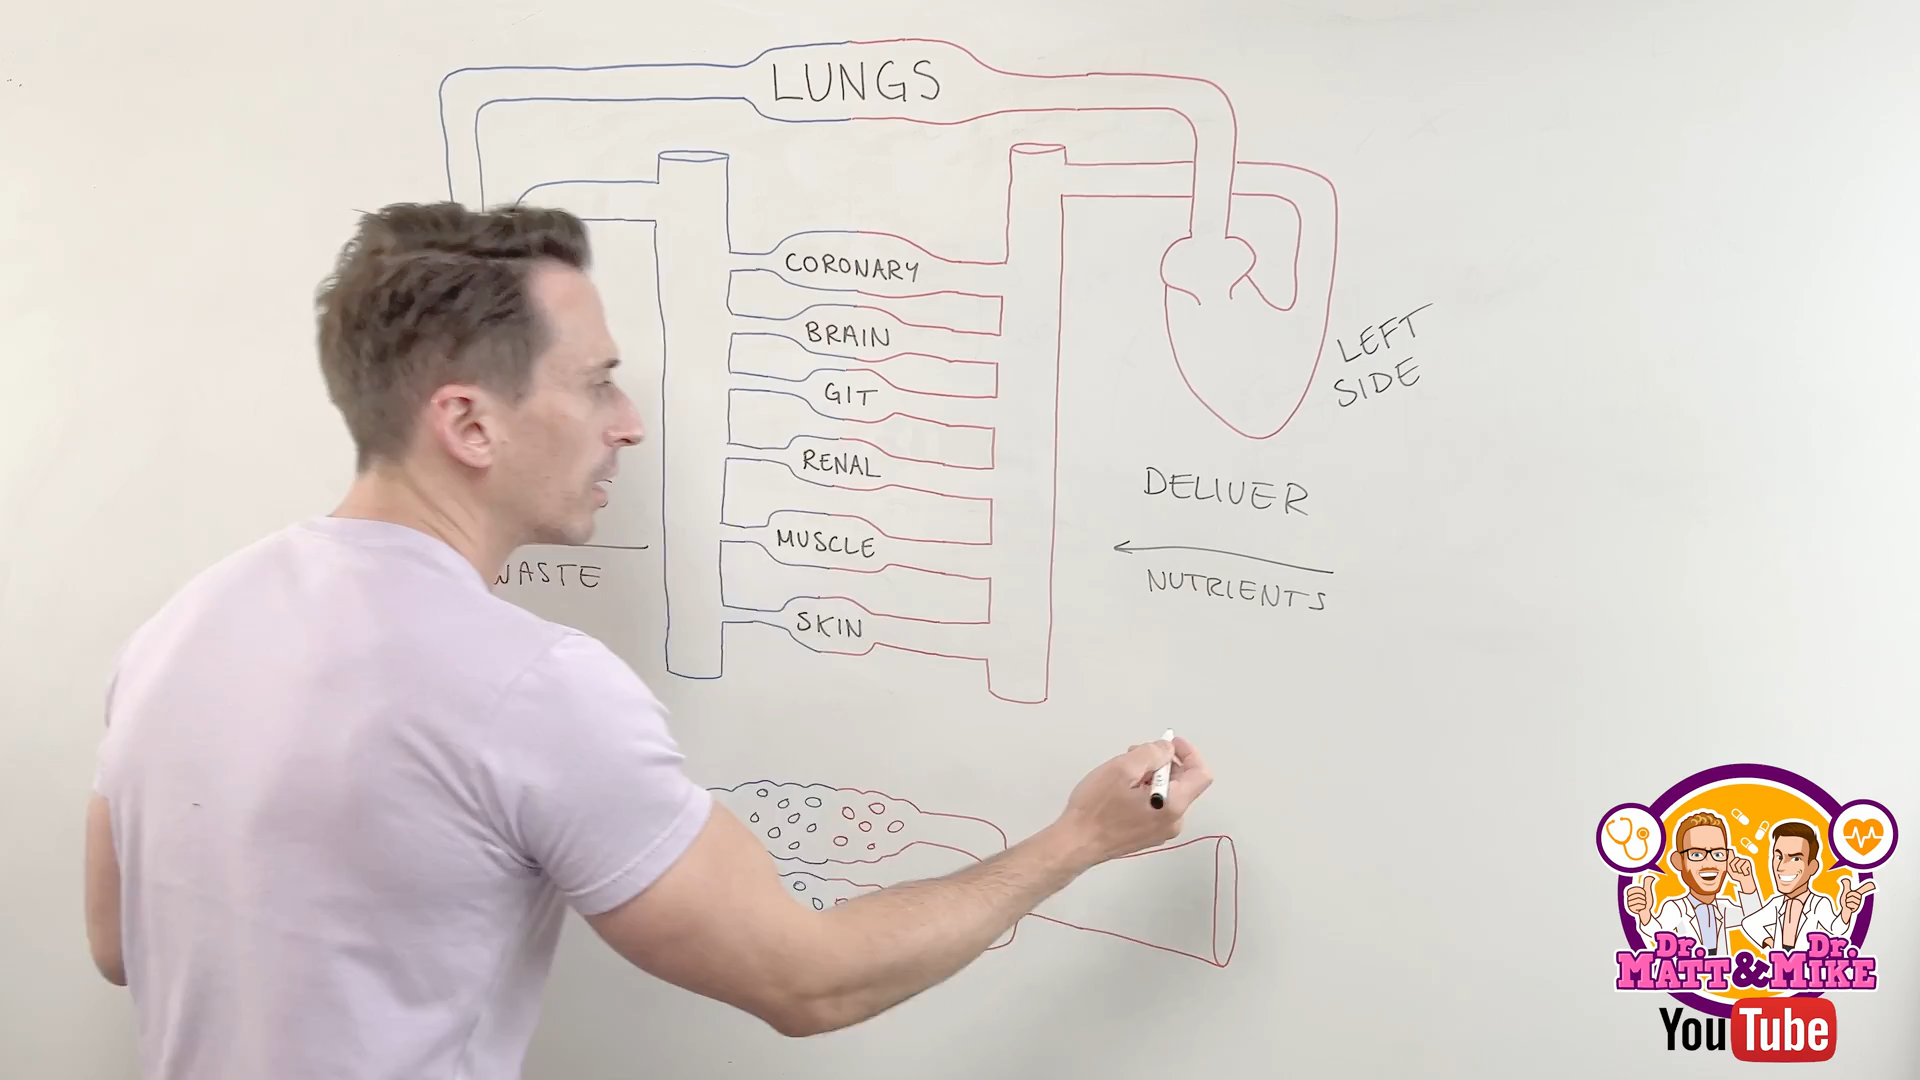 LUNGS
CORONARY
BRAIN
GIT
RENAL
MUSCLE
SKIN
LEFT
SIDE
DELIVER
NUTRIENTS
WASTE
Dr. Dr.
MATT & MIKE
YouTube